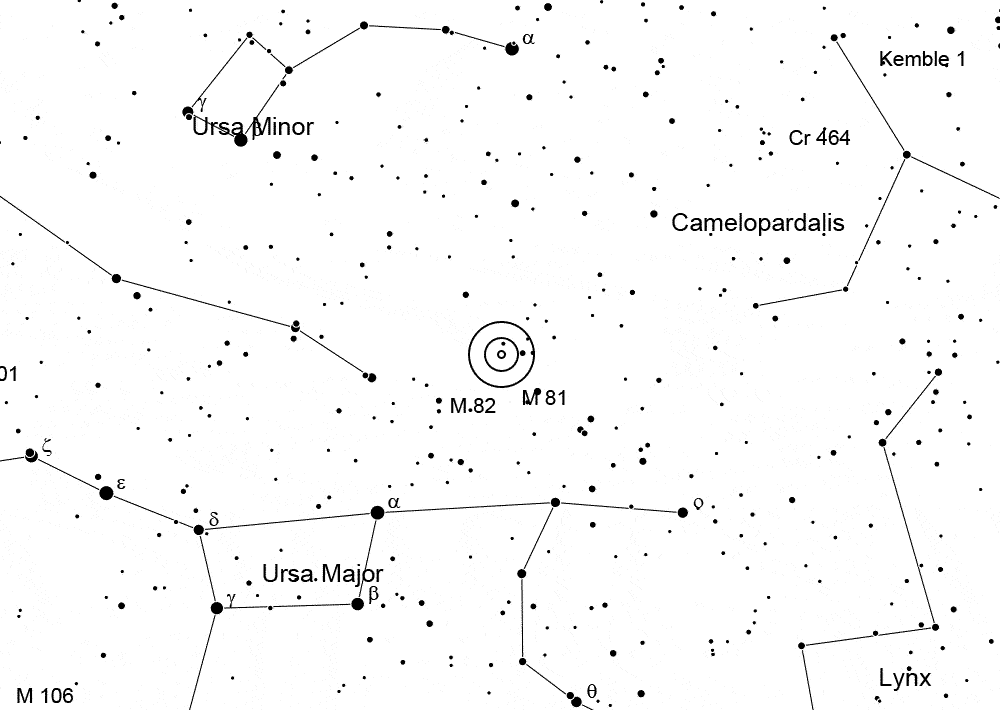 α
Kemble 1
γ
Ursa Minor
β
Cr 464
Camelopardalis
01
M 82
M 81
ζ
ε
δ
α
ο
Ursa Major
γ
β
θ
Lynx
M 106